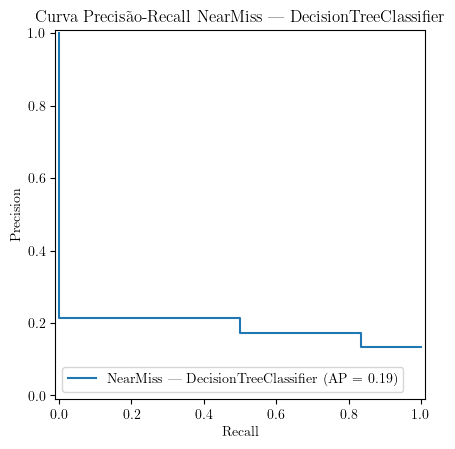 Curva Precisão-Recall NearMiss — DecisionTreeClassifier
1.0
0.8
0.6
0.4
0.2
0.0
Precision
NearMiss — DecisionTreeClassifier (AP = 0.19)
0.0 0.2 0.4 0.6 0.8 1.0
Recall